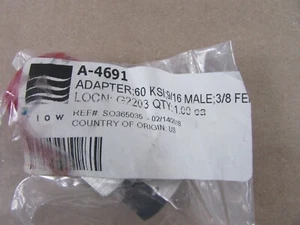 A-4691
ADAPTER;60 KSI;9/16 MALE;3/8 FE
LOCN: G2203 QTY:1.00 ea
low
REF#: SO365036 - 02/14/2018
COUNTRY OF ORIGIN: US